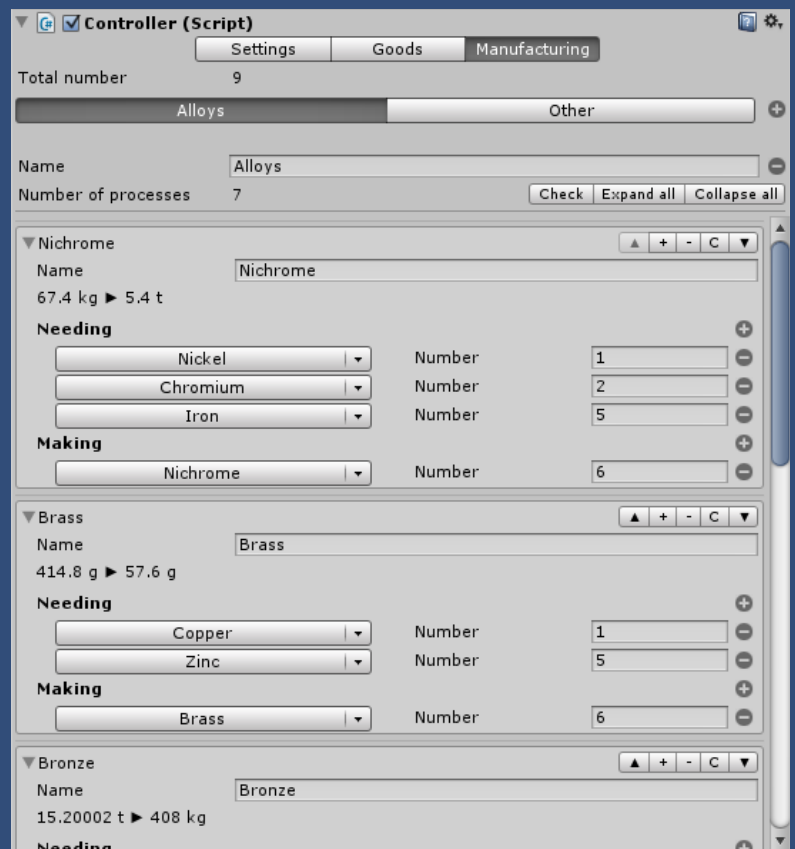 Controller (Script)
Settings Goods Manufacturing
Total number 9
Alloys Other
Name Alloys
Number of processes 7 Check Expand all Collapse all
Nichrome + - C
Name Nichrome
67.4 kg ► 5.4 t
Needing
Nickel Number 1
Chromium Number 2
Iron Number 5
Making
Nichrome Number 6
Brass + - C
Name Brass
414.8 g ► 57.6 g
Needing
Copper Number 1
Zinc Number 5
Making
Brass Number 6
Bronze + - C
Name Bronze
15.20002 t ► 408 kg
Needing